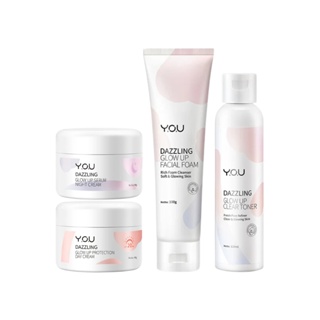 Y.O.U
DAZZLING
GLOW UP SERUM
NIGHT CREAM
Y.O.U
DAZZLING
GLOW UP PROTECTION
DAY CREAM
Y.O.U
DAZZLING
GLOW UP
FACIAL FOAM
Rich Foam Cleanser
Soft & Glowing Skin
Y.O.U
DAZZLING
GLOW UP
CLEAR TONER